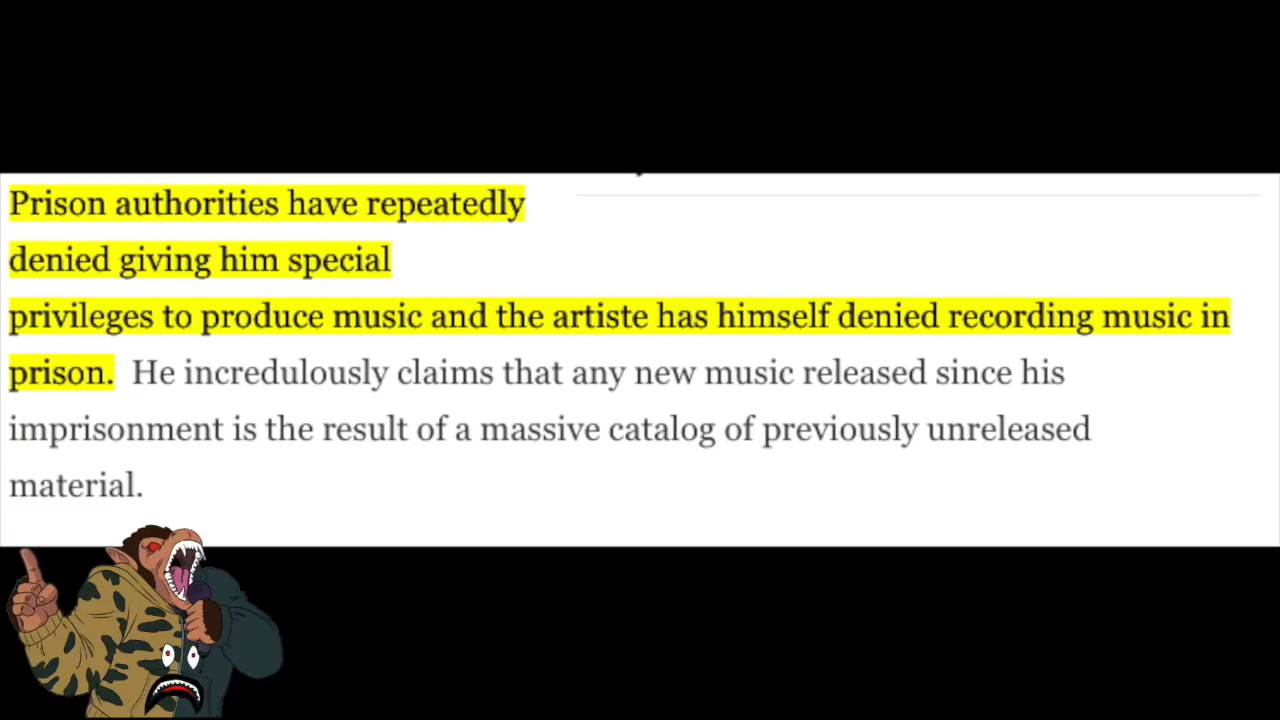 Prison authorities have repeatedly
denied giving him special
privileges to produce music and the artiste has himself denied recording music in
prison. He incredulously claims that any new music released since his
imprisonment is the result of a massive catalog of previously unreleased
material.